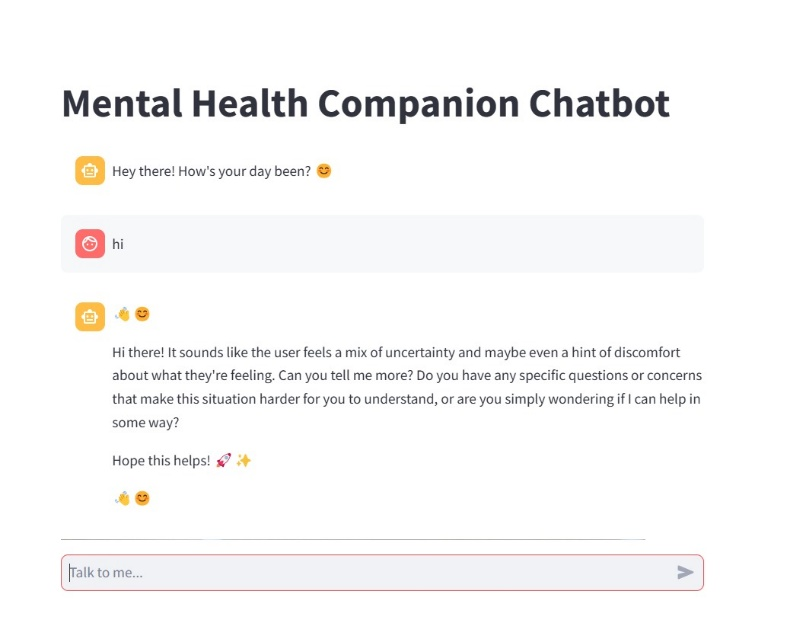 Mental Health Companion Chatbot
Hey there! How's your day been? 😊
hi
👋 😊
Hi there! It sounds like the user feels a mix of uncertainty and maybe even a hint of discomfort
about what they're feeling. Can you tell me more? Do you have any specific questions or concerns
that make this situation harder for you to understand, or are you simply wondering if I can help in
some way?
Hope this helps! 🚀 ✨
👋 😊
Talk to me...